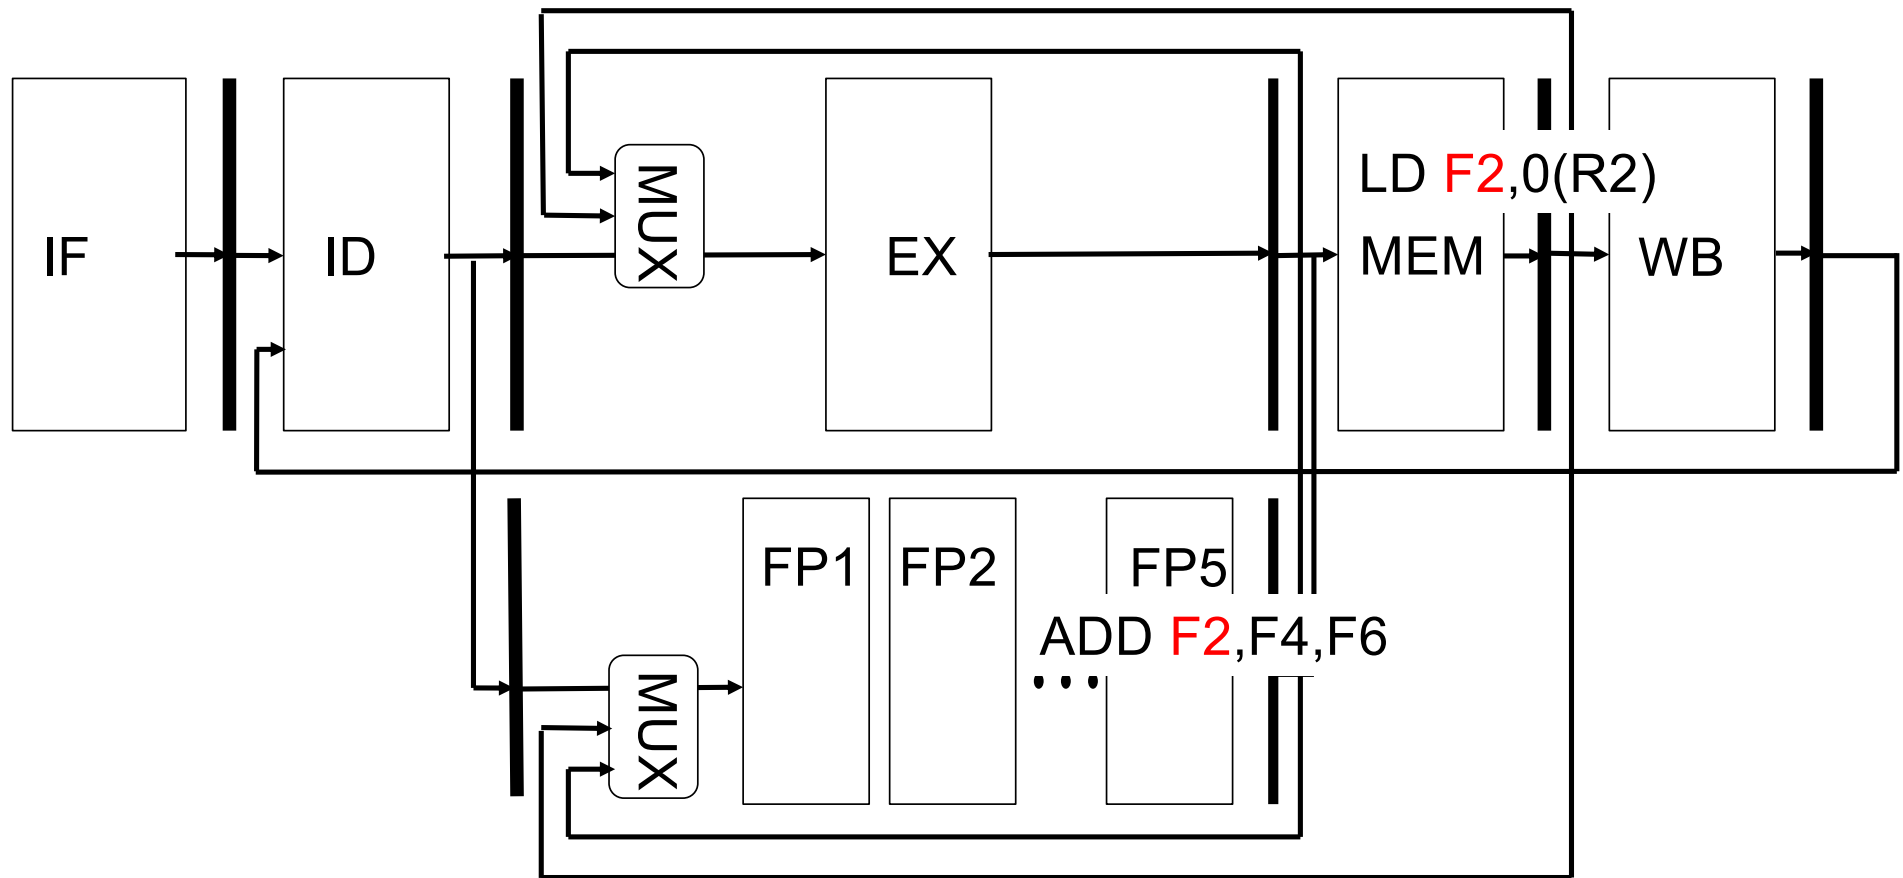 IF
ID
MUX
EX
LD F2,0(R2)
MEM
WB
FP1
FP2
FP5
ADD F2,F4,F6
...
MUX